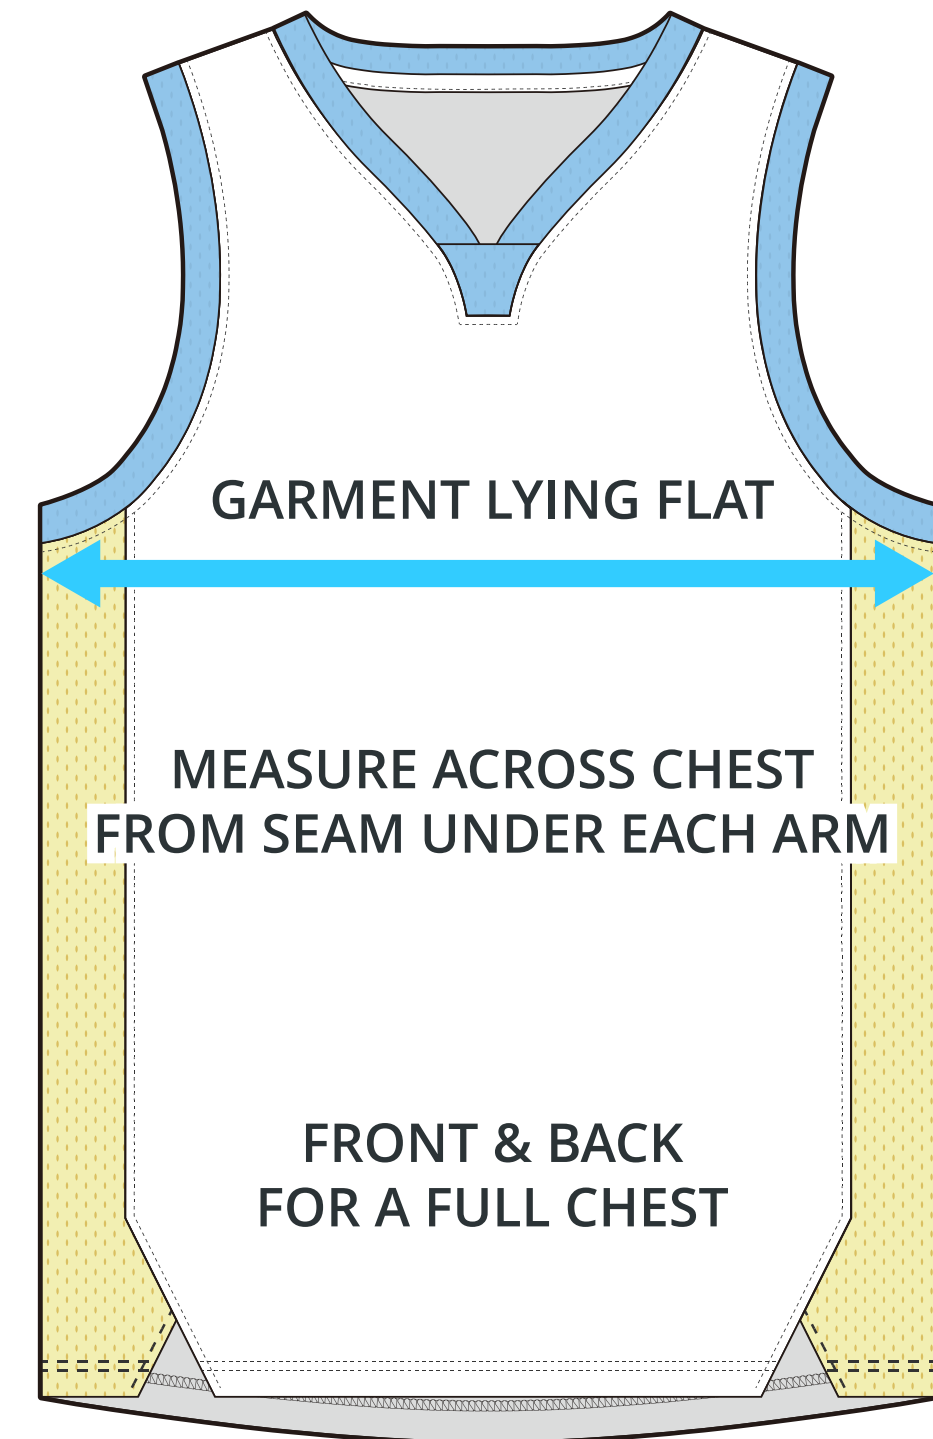 GARMENT LYING FLAT
MEASURE ACROSS CHEST
FROM SEAM UNDER EACH ARM
FRONT & BACK
FOR A FULL CHEST